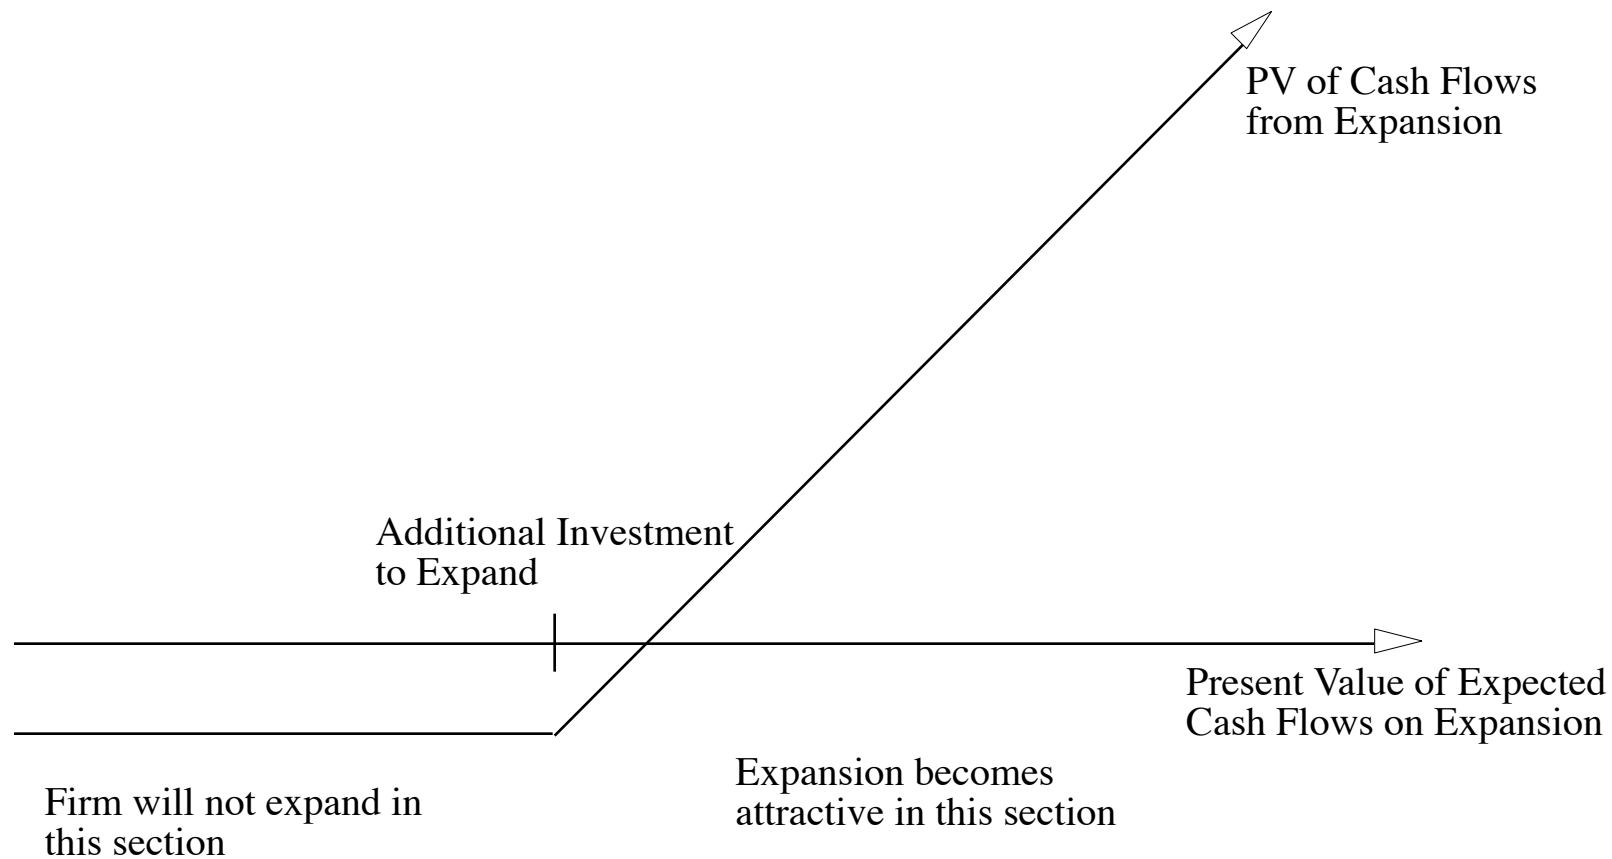 PV of Cash Flows
from Expansion
Additional Investment
to Expand
Present Value of Expected
Cash Flows on Expansion
Expansion becomes
attractive in this section
Firm will not expand in
this section